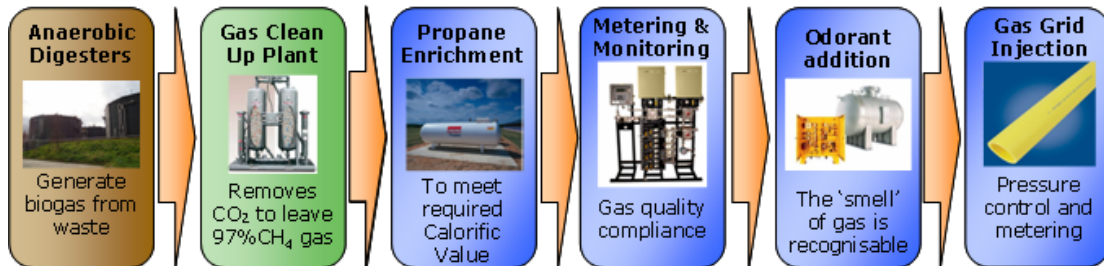 Anaerobic
Digesters
Generate
biogas from
waste
Gas Clean
Up Plant
Removes
CO₂ to leave
97%CH₄ gas
Propane
Enrichment
To meet
required
Calorific
Value
Metering &
Monitoring
Gas quality
compliance
Odorant
addition
The ‘smell’
of gas is
recognisable
Gas Grid
Injection
Pressure
control and
metering